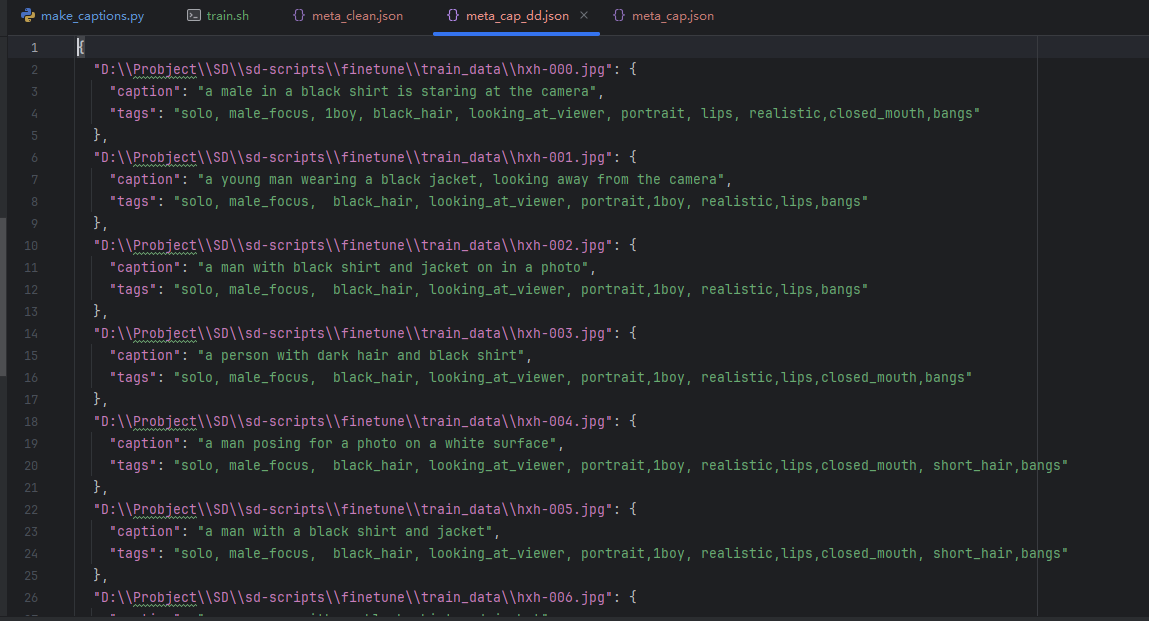 make_captions.py train.sh meta_clean.json meta_cap_dd.json meta_cap.json
1 {
2 "D:\\Probject\\SD\\sd-scripts\\finetune\\train_data\\hxh-000.jpg": {
3 "caption": "a male in a black shirt is staring at the camera",
4 "tags": "solo, male_focus, 1boy, black_hair, looking_at_viewer, portrait, lips, realistic,closed_mouth,bangs"
5 },
6 "D:\\Probject\\SD\\sd-scripts\\finetune\\train_data\\hxh-001.jpg": {
7 "caption": "a young man wearing a black jacket, looking away from the camera",
8 "tags": "solo, male_focus,  black_hair, looking_at_viewer, portrait,1boy, realistic,lips,bangs"
9 },
10 "D:\\Probject\\SD\\sd-scripts\\finetune\\train_data\\hxh-002.jpg": {
11 "caption": "a man with black shirt and jacket on in a photo",
12 "tags": "solo, male_focus,  black_hair, looking_at_viewer, portrait,1boy, realistic,lips,bangs"
13 },
14 "D:\\Probject\\SD\\sd-scripts\\finetune\\train_data\\hxh-003.jpg": {
15 "caption": "a person with dark hair and black shirt",
16 "tags": "solo, male_focus,  black_hair, looking_at_viewer, portrait,1boy, realistic,lips,closed_mouth,bangs"
17 },
18 "D:\\Probject\\SD\\sd-scripts\\finetune\\train_data\\hxh-004.jpg": {
19 "caption": "a man posing for a photo on a white surface",
20 "tags": "solo, male_focus,  black_hair, looking_at_viewer, portrait,1boy, realistic,lips,closed_mouth, short_hair,bangs"
21 },
22 "D:\\Probject\\SD\\sd-scripts\\finetune\\train_data\\hxh-005.jpg": {
23 "caption": "a man with a black shirt and jacket",
24 "tags": "solo, male_focus,  black_hair, looking_at_viewer, portrait,1boy, realistic,lips,closed_mouth, short_hair,bangs"
25 },
26 "D:\\Probject\\SD\\sd-scripts\\finetune\\train_data\\hxh-006.jpg": {